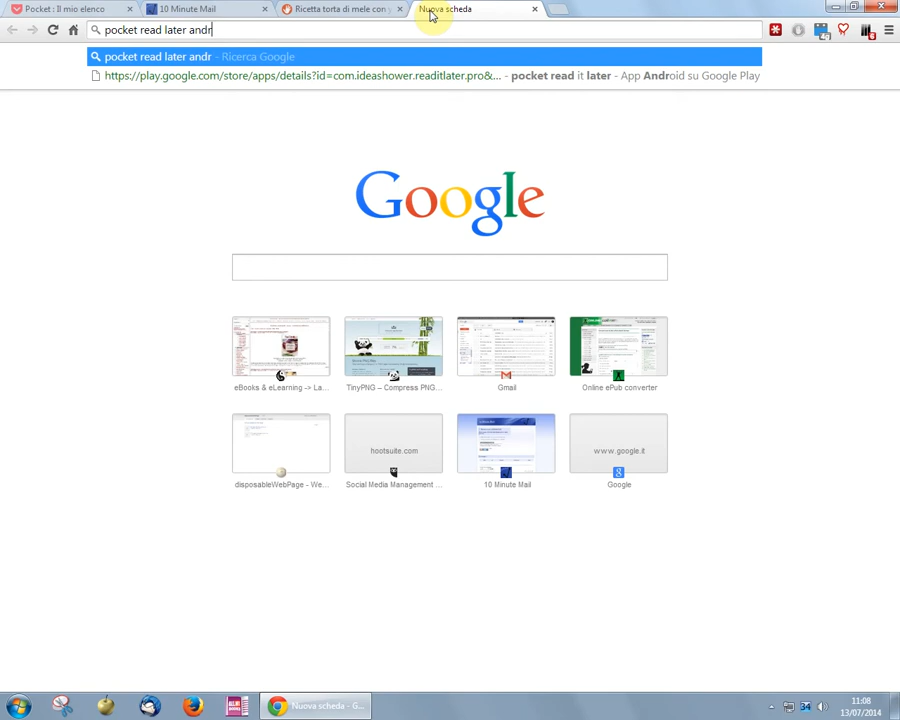 Pocket : Il mio elenco
10 Minute Mail
Ricetta torta di mele con y
Nuova scheda
pocket read later andr
pocket read later andr - Ricerca Google
https://play.google.com/store/apps/details?id=com.ideashower.readitlater.pro&... - pocket read it later - App Android su Google Play
Google
eBooks & eLearning -> La...
TinyPNG – Compress PNG...
Gmail
Online ePub converter
hootsuite.com
www.google.it
disposableWebPage - We...
Social Media Management ...
10 Minute Mail
Google
Nuova scheda - G...
34
11:08
13/07/2014